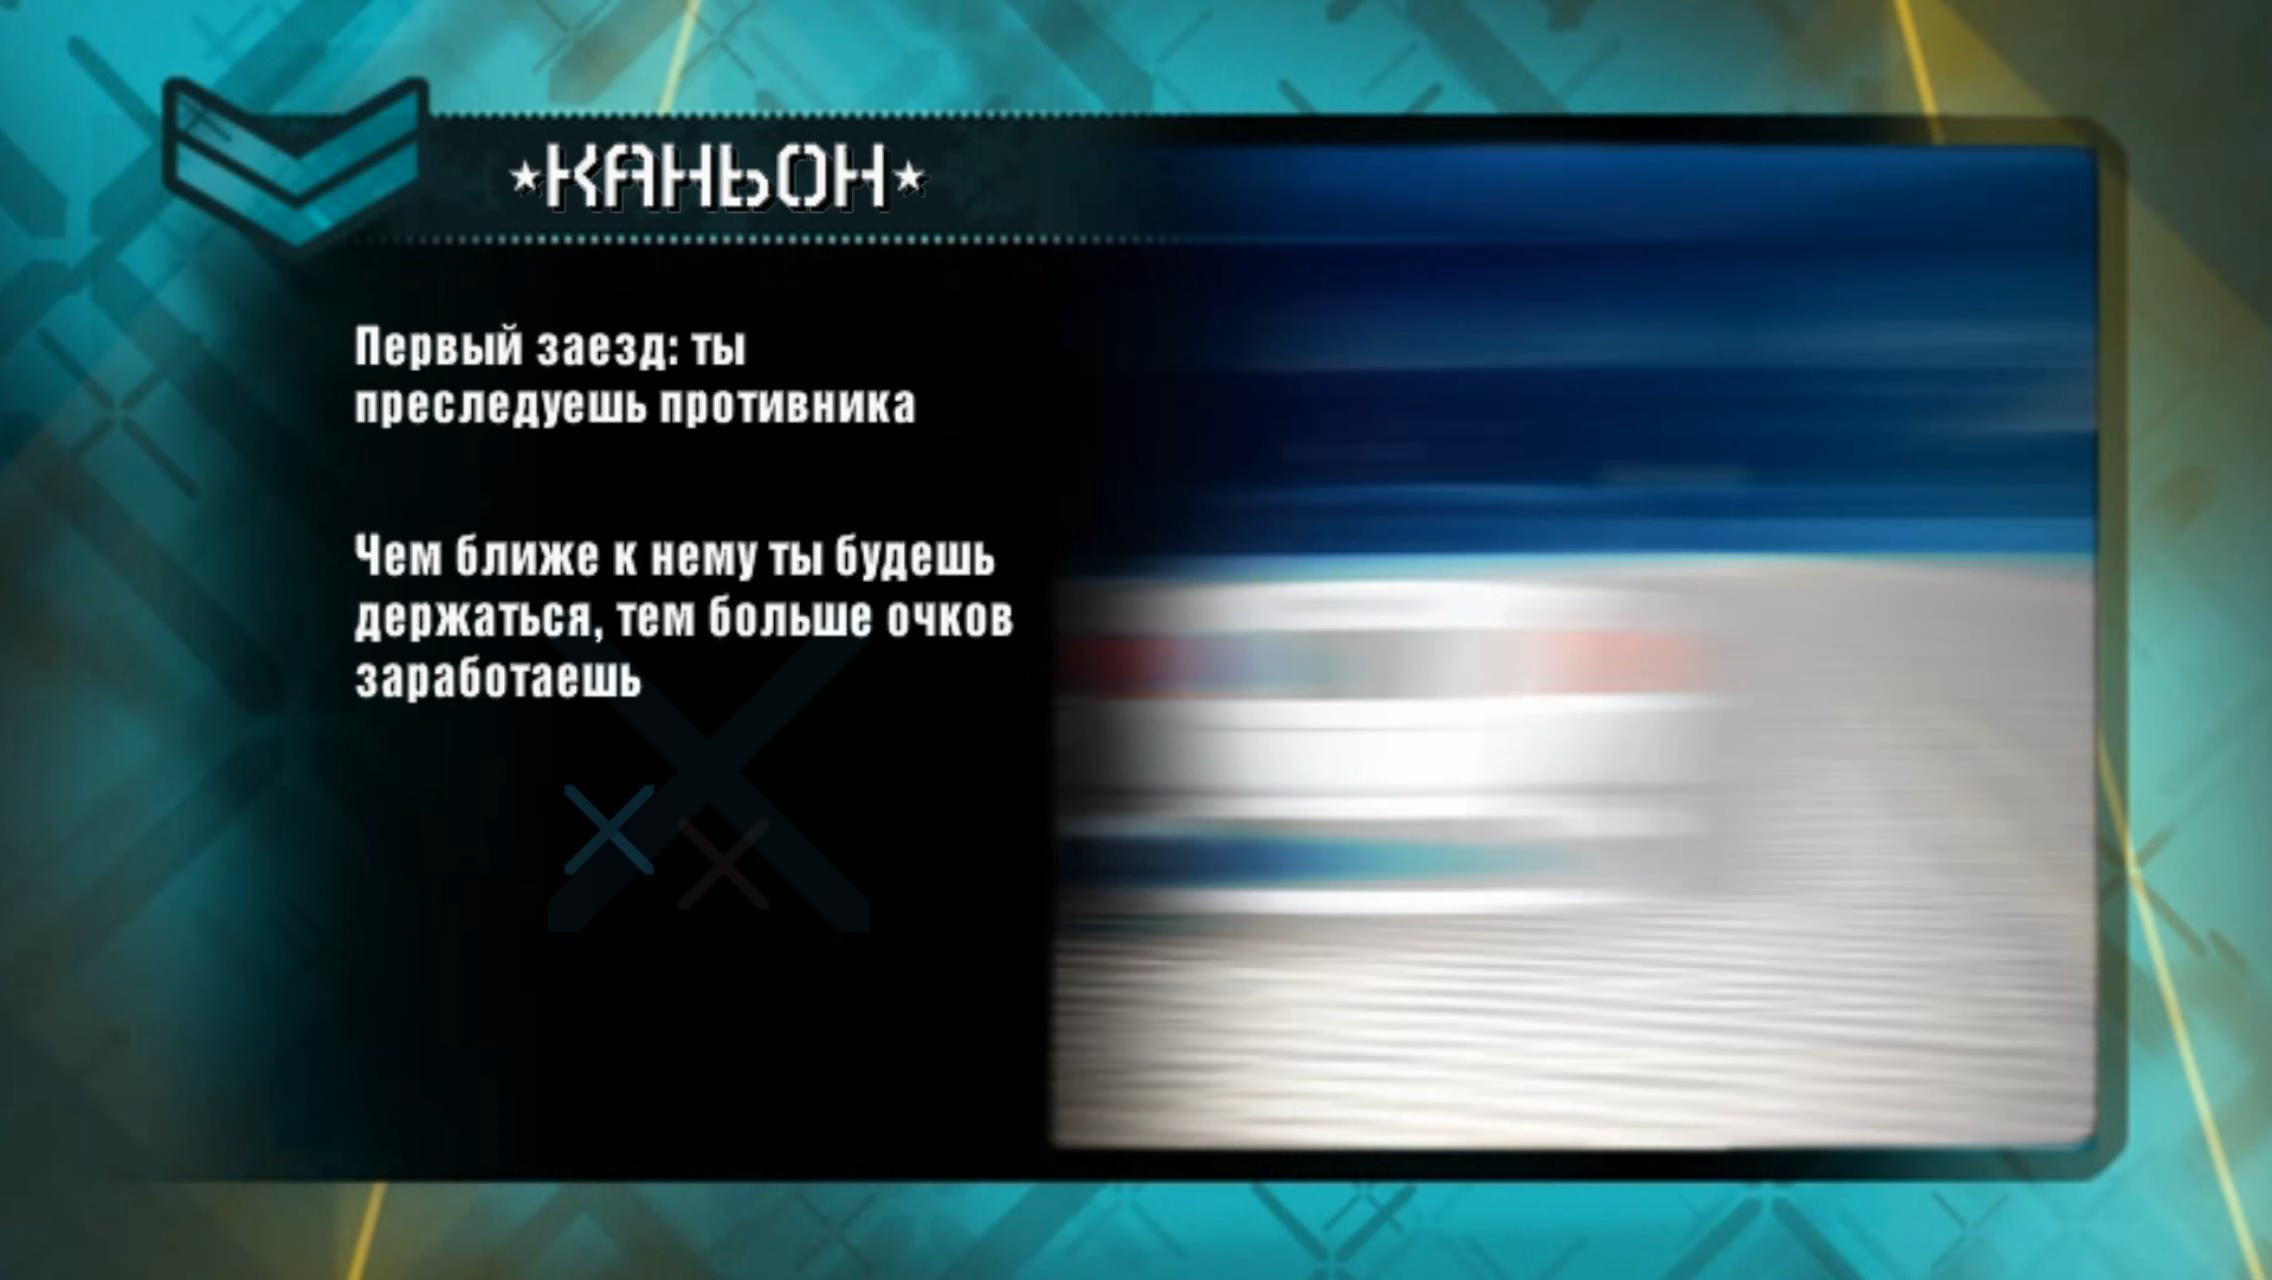 ★КАНЬОН★
Первый заезд: ты
преследуешь противника
Чем ближе к нему ты будешь
держаться, тем больше очков
заработаешь